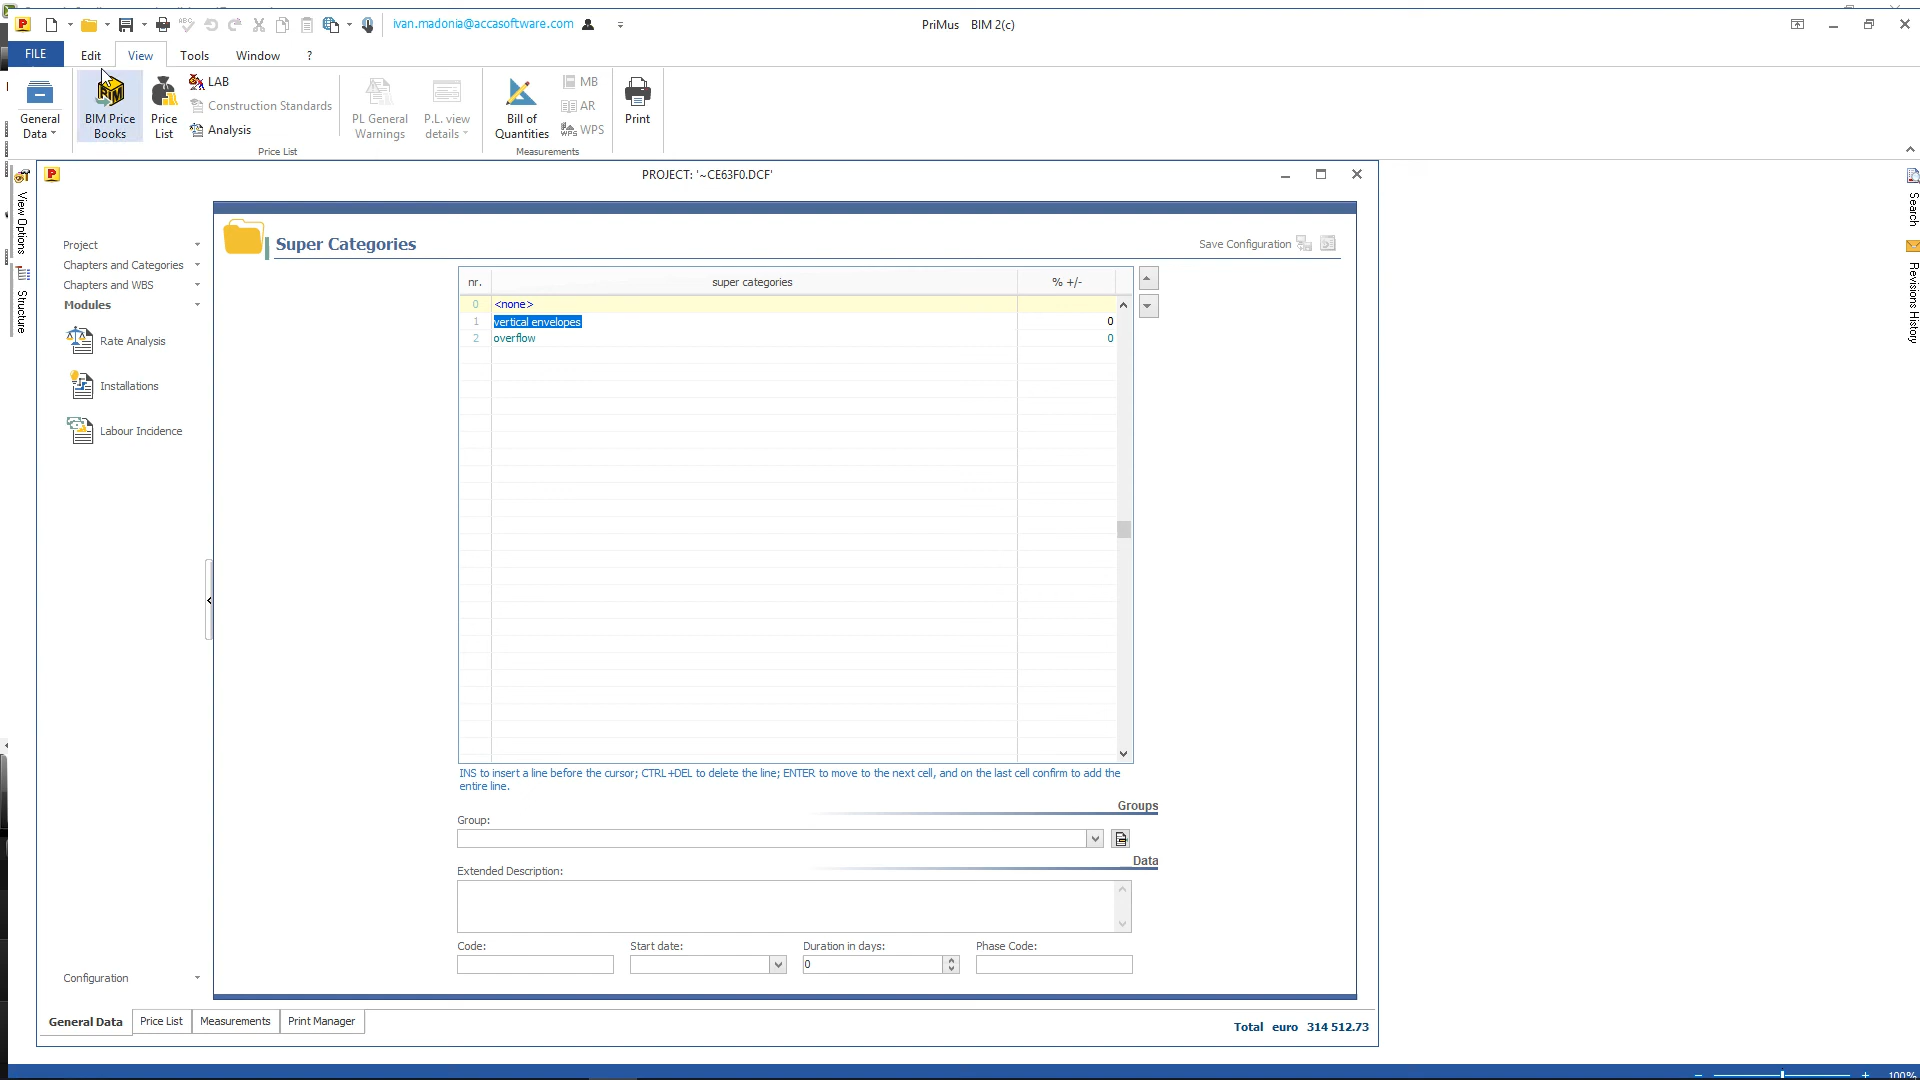 ivan.madonia@accasoftware.com
PriMus BIM 2(c)
FILE Edit View Tools Window ?
General Data
BIM Price Books
Price List
LAB
Construction Standards
Analysis
PL General Warnings
P.L. view details
Bill of Quantities
MB
AR
WPS
Print
Price List
Measurements
PROJECT: '~CE63F0.DCF'
View Options
Structure
Search
Revisions History
Project
Chapters and Categories
Chapters and WBS
Modules
Rate Analysis
Installations
Labour Incidence
Configuration
Super Categories
Save Configuration
nr. super categories % +/-
0 <none>
1 vertical envelopes 0
2 overflow 0
INS to insert a line before the cursor; CTRL+DEL to delete the line; ENTER to move to the next cell, and on the last cell confirm to add the
entire line.
Groups
Group:
Data
Extended Description:
Code: Start date: Duration in days: Phase Code:
0
General Data Price List Measurements Print Manager
Total euro 314 512.73
100%